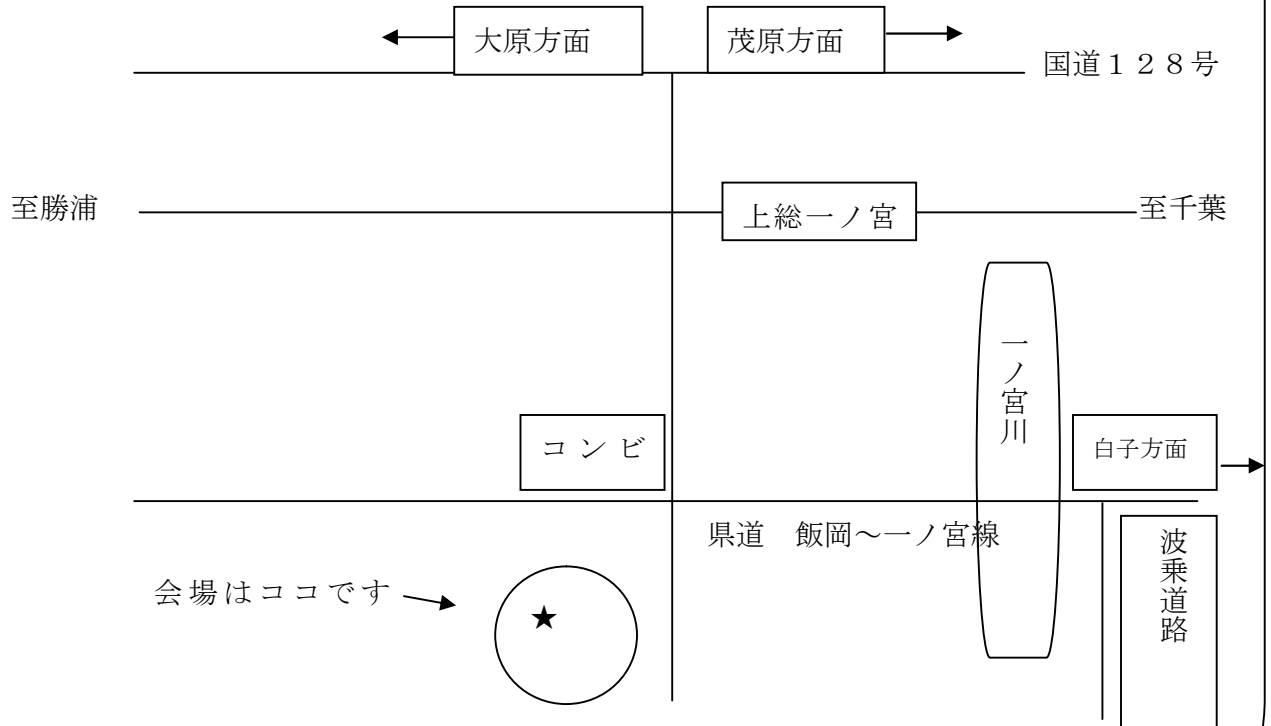 大原方面
茂原方面
国道１２８号
至勝浦
上総一ノ宮
至千葉
一ノ宮川
コンビ
白子方面
県道　飯岡～一ノ宮線
波乗道路
会場はココです
★